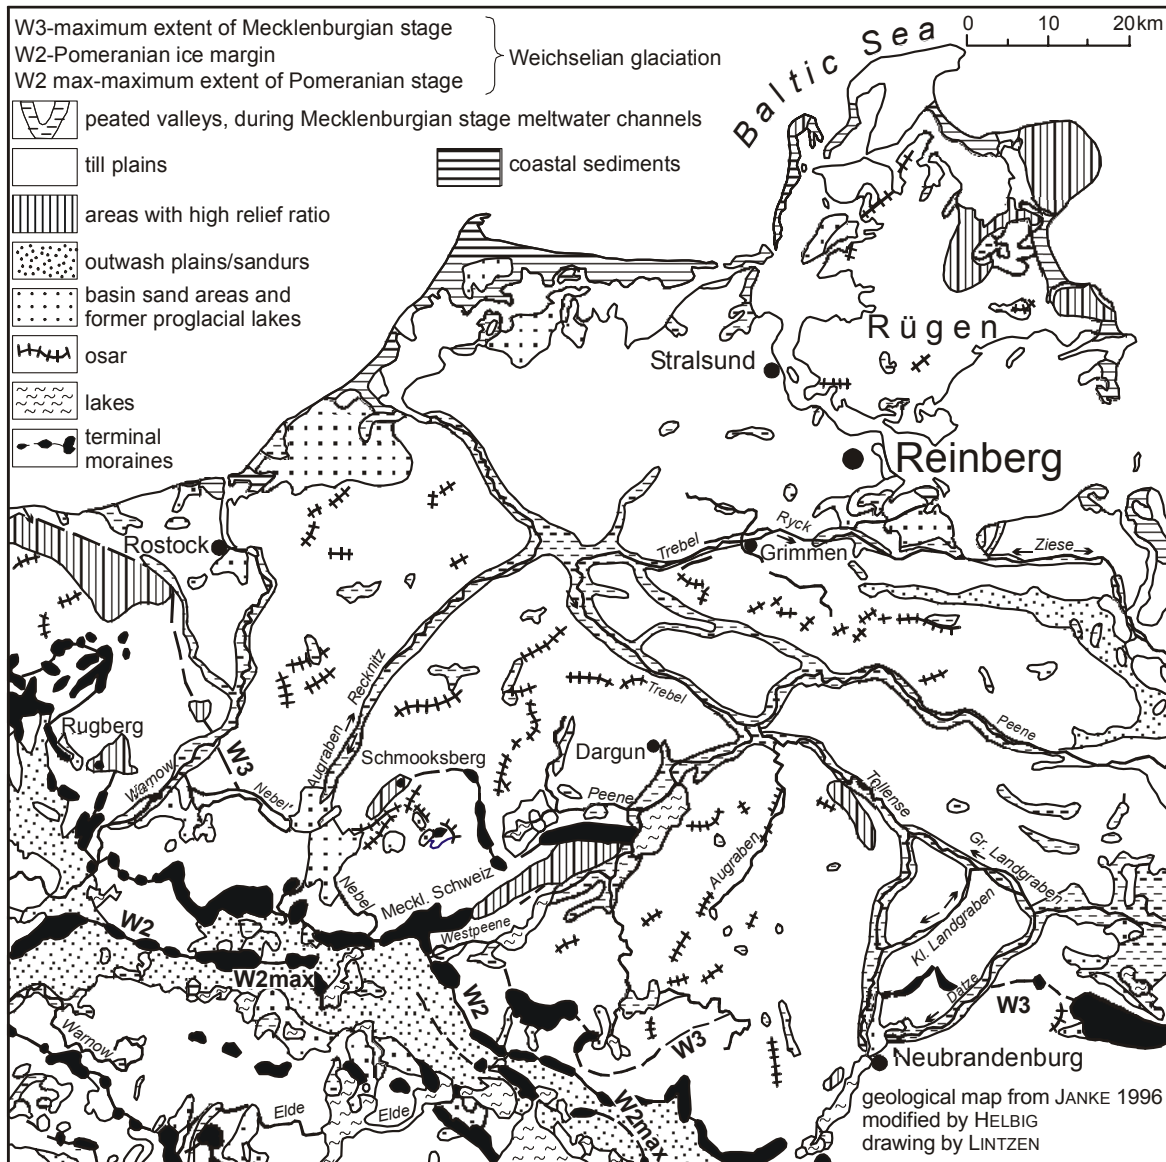 W3-maximum extent of Mecklenburgian stage
W2-Pomeranian ice margin
W2 max-maximum extent of Pomeranian stage
Weichselian glaciation
peated valleys, during Mecklenburgian stage meltwater channels
till plains
coastal sediments
areas with high relief ratio
outwash plains/sandurs
basin sand areas and
former proglacial lakes
osar
lakes
terminal
moraines
0 10 20 km
Baltic Sea
Rügen
Stralsund
Reinberg
Rostock
Trebel
Ryck
Grimmen
Ziese
Recknitz
Augraben
Trebel
Peene
Rugberg
Warnow
W3
Nebel
Schmooksberg
Dargun
Peene
Tollense
Augraben
Gr. Landgraben
Kl. Landgraben
Nebel
Meckl. Schweiz
Westpeene
W2
W2max
W2
Datze
W3
W3
Warnow
Elde
Elde
W2max
Neubrandenburg
geological map from JANKE 1996
modified by HELBIG
drawing by LINTZEN